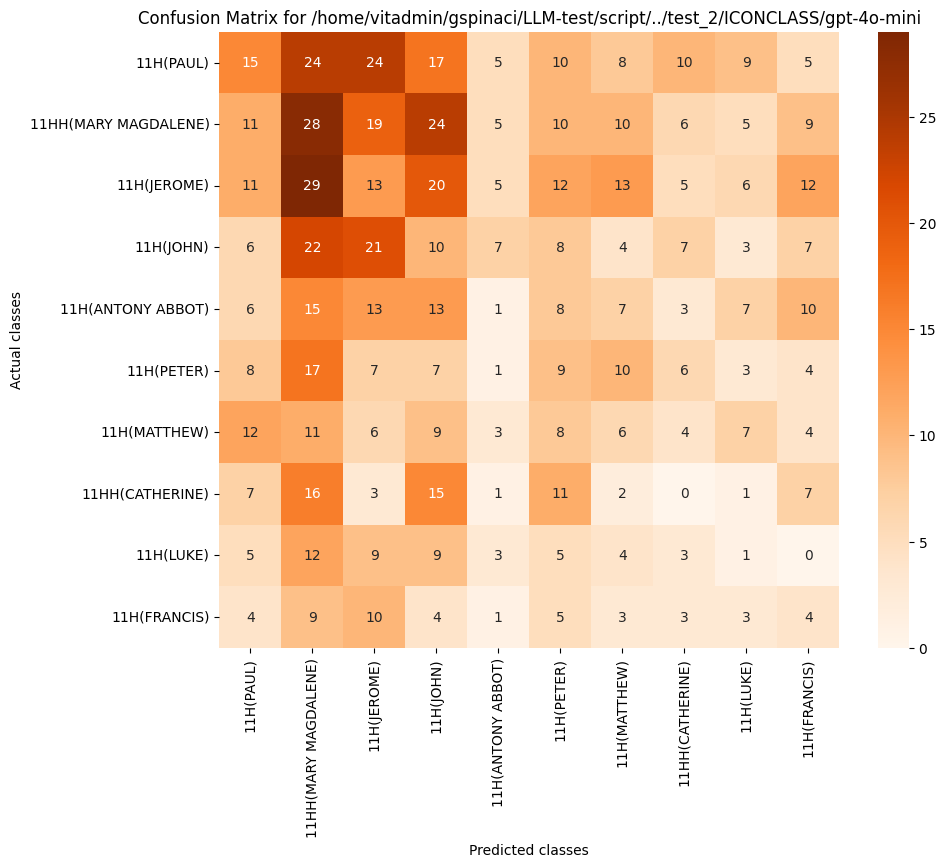 Confusion Matrix for /home/vitadmin/gspinaci/LLM-test/script/../test_2/ICONCLASS/gpt-4o-mini
Actual classes
11H(PAUL) 15 24 24 17 5 10 8 10 9 5
11HH(MARY MAGDALENE) 11 28 19 24 5 10 10 6 5 9
11H(JEROME) 11 29 13 20 5 12 13 5 6 12
11H(JOHN) 6 22 21 10 7 8 4 7 3 7
11H(ANTONY ABBOT) 6 15 13 13 1 8 7 3 7 10
11H(PETER) 8 17 7 7 1 9 10 6 3 4
11H(MATTHEW) 12 11 6 9 3 8 6 4 7 4
11HH(CATHERINE) 7 16 3 15 1 11 2 0 1 7
11H(LUKE) 5 12 9 9 3 5 4 3 1 0
11H(FRANCIS) 4 9 10 4 1 5 3 3 3 4
11H(PAUL)
11HH(MARY MAGDALENE)
11H(JEROME)
11H(JOHN)
11H(ANTONY ABBOT)
11H(PETER)
11H(MATTHEW)
11HH(CATHERINE)
11H(LUKE)
11H(FRANCIS)
Predicted classes
25
20
15
10
5
0